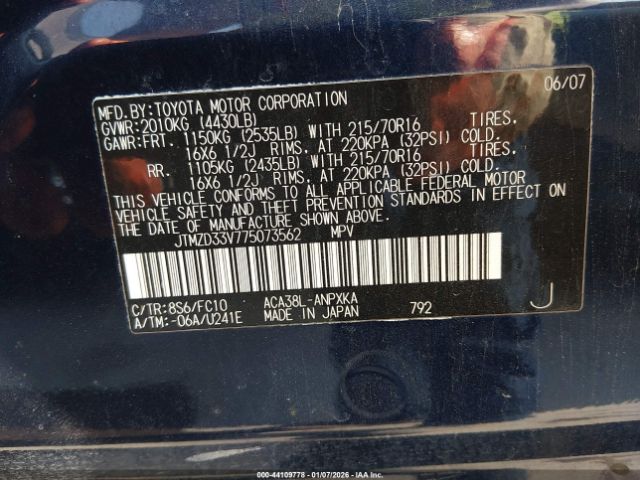 06/07
MFD.BY:TOYOTA MOTOR CORPORATION
GVWR:2010KG (4430LB)
GAWR:FRT. 1150KG (2535LB) WITH 215/70R16 TIRES.
16X6 1/2J RIMS. AT 220KPA (32PSI) COLD.
RR. 1105KG (2435LB) WITH 215/70R16 TIRES.
16X6 1/2J RIMS. AT 220KPA (32PSI) COLD.
THIS VEHICLE CONFORMS TO ALL APPLICABLE FEDERAL MOTOR
VEHICLE SAFETY AND THEFT PREVENTION STANDARDS IN EFFECT ON
THE DATE OF MANUFACTURE SHOWN ABOVE.
JTMZD33V775073562 MPV
C/TR:8S6/FC10 ACA38L-ANPXKA
A/TM:-06A/U241E MADE IN JAPAN 792 J
000-44109778 - 01/07/2026 - IAA Inc.